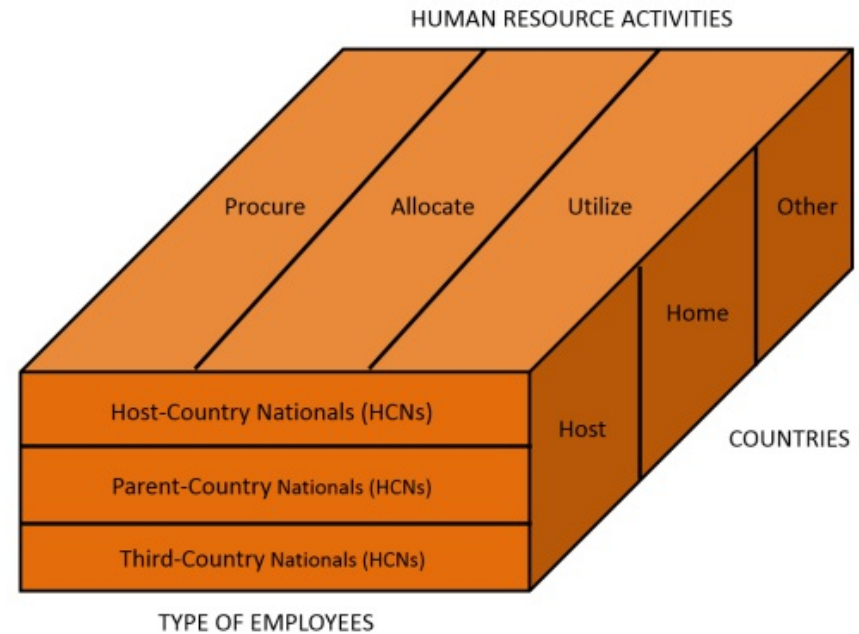 HUMAN RESOURCE ACTIVITIES
Procure
Allocate
Utilize
Other
Home
Host
Host-Country Nationals (HCNs)
Parent-Country Nationals (HCNs)
Third-Country Nationals (HCNs)
COUNTRIES
TYPE OF EMPLOYEES